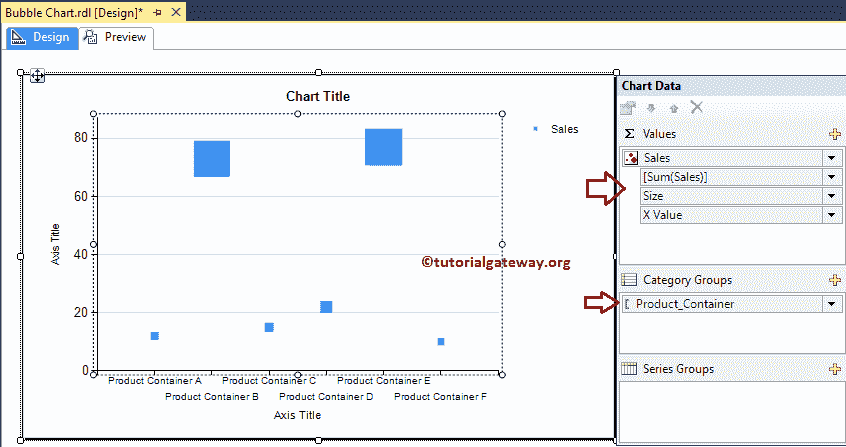 Bubble Chart.rdl [Design]*
Design
Preview
Chart Title
80
60
40
20
0
Axis Title
Product Container A
Product Container B
Product Container C
Product Container D
Product Container E
Product Container F
Axis Title
Sales
©tutorialgateway.org
Chart Data
Σ Values
Sales
[Sum(Sales)]
Size
X Value
Category Groups
Product_Container
Series Groups